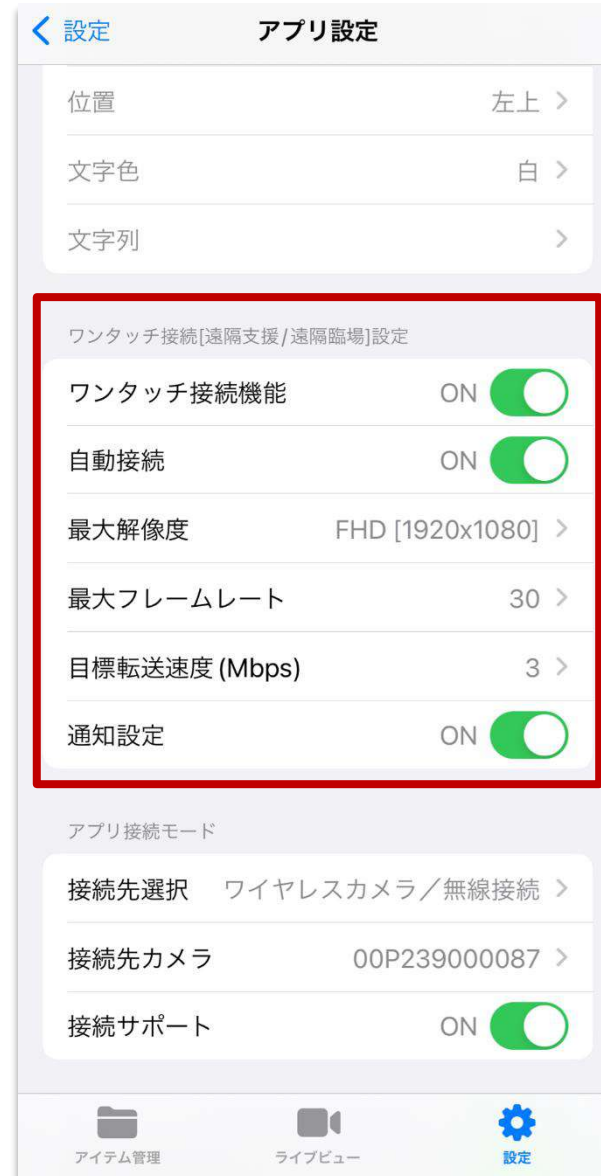 設定 アプリ設定
位置 左上
文字色 白
文字列
ワンタッチ接続[遠隔支援/遠隔臨場]設定
ワンタッチ接続機能 ON
自動接続 ON
最大解像度 FHD [1920x1080]
最大フレームレート 30
目標転送速度(Mbps) 3
通知設定 ON
アプリ接続モード
接続先選択 ワイヤレスカメラ／無線接続
接続先カメラ 00P239000087
接続サポート ON
アイテム管理 ライブビュー 設定